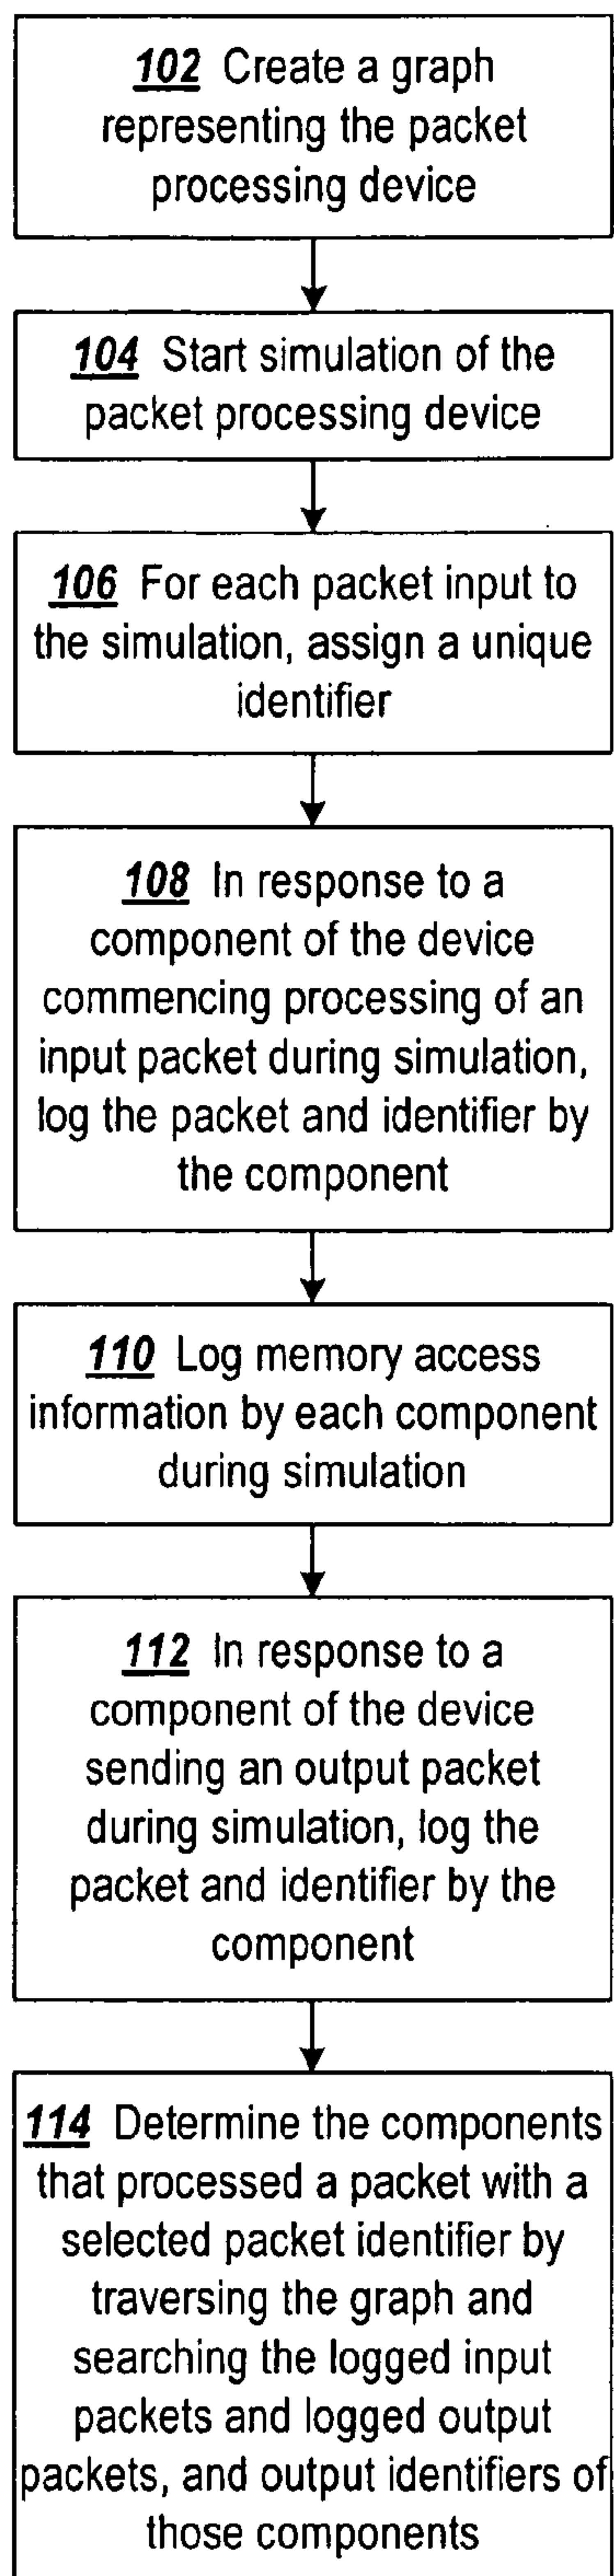 102 Create a graph
representing the packet
processing device
104 Start simulation of the
packet processing device
106 For each packet input to
the simulation, assign a unique
identifier
108 In response to a
component of the device
commencing processing of an
input packet during simulation,
log the packet and identifier by
the component
110 Log memory access
information by each component
during simulation
112 In response to a
component of the device
sending an output packet
during simulation, log the
packet and identifier by the
component
114 Determine the components
that processed a packet with a
selected packet identifier by
traversing the graph and
searching the logged input
packets and logged output
packets, and output identifiers of
those components